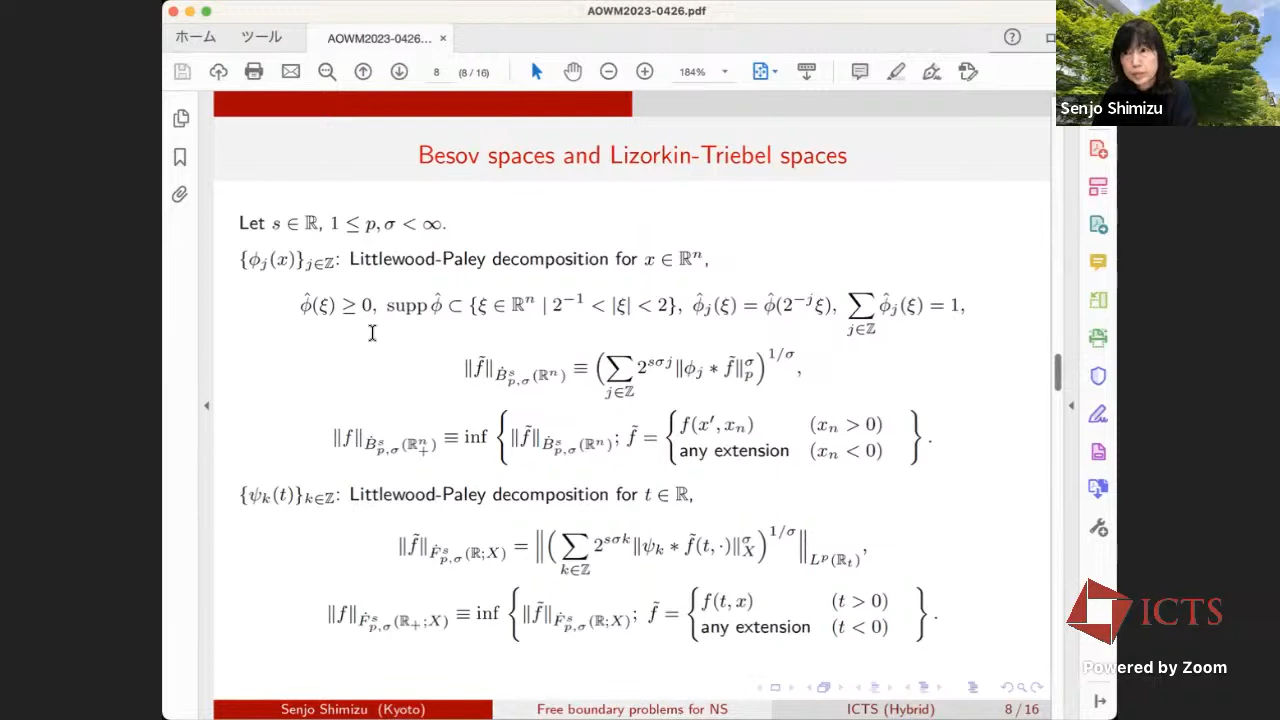 AOWM2023-0426.pdf
ホーム ツール AOWM2023-0426... ×
8 (8 / 16) 184%
Senjo Shimizu
Besov spaces and Lizorkin-Triebel spaces
Let s ∈ ℝ, 1 ≤ p, σ < ∞.
{ϕ_j(x)}_{j∈ℤ}: Littlewood-Paley decomposition for x ∈ ℝ^n,
ϕ̂(ξ) ≥ 0, supp ϕ̂ ⊂ {ξ ∈ ℝ^n | 2^{-1} < |ξ| < 2}, ϕ̂_j(ξ) = ϕ̂(2^{-j}ξ), ∑_{j∈ℤ} ϕ̂_j(ξ) = 1,
‖f̃‖_{Ḃ^s_{p,σ}(ℝ^n)} ≡ (∑_{j∈ℤ} 2^{sσj}‖ϕ_j * f̃‖_p^σ)^{1/σ},
‖f‖_{Ḃ^s_{p,σ}(ℝ^n_+)} ≡ inf { ‖f̃‖_{Ḃ^s_{p,σ}(ℝ^n)}; f̃ = { f(x′, x_n) (x_n > 0)
any extension (x_n < 0) } .
{ψ_k(t)}_{k∈ℤ}: Littlewood-Paley decomposition for t ∈ ℝ,
‖f̃‖_{Ḟ^s_{p,σ}(ℝ;X)} = ‖(∑_{k∈ℤ} 2^{sσk}‖ψ_k * f̃(t, ·)‖_X^σ)^{1/σ}‖_{L^p(ℝ_t)},
‖f‖_{Ḟ^s_{p,σ}(ℝ_+;X)} ≡ inf { ‖f̃‖_{Ḟ^s_{p,σ}(ℝ;X)}; f̃ = { f(t, x) (t > 0)
any extension (t < 0) } .
ICTS
Powered by Zoom
Senjo Shimizu (Kyoto) Free boundary problems for NS ICTS (Hybrid) 8 / 16